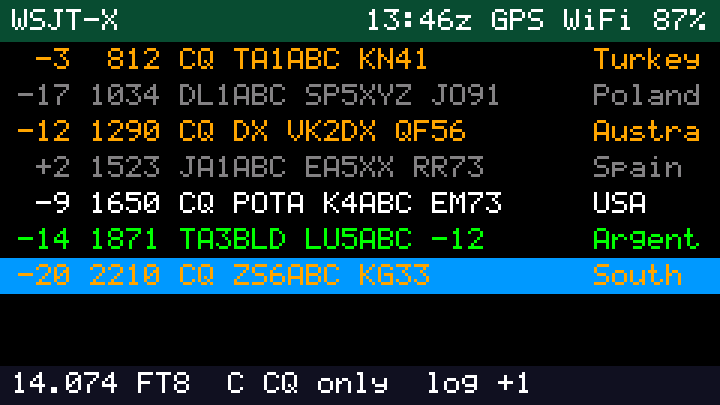 WSJT-X 13:46z GPS WiFi 87%
-3 812 CQ TA1ABC KN41 Turkey
-17 1034 DL1ABC SP5XYZ JO91 Poland
-12 1290 CQ DX VK2DX QF56 Austra
+2 1523 JA1ABC EA5XX RR73 Spain
-9 1650 CQ POTA K4ABC EM73 USA
-14 1871 TA3BLD LU5ABC -12 Argent
-20 2210 CQ ZS6ABC KG33 South
14.074 FT8 C CQ only log +1